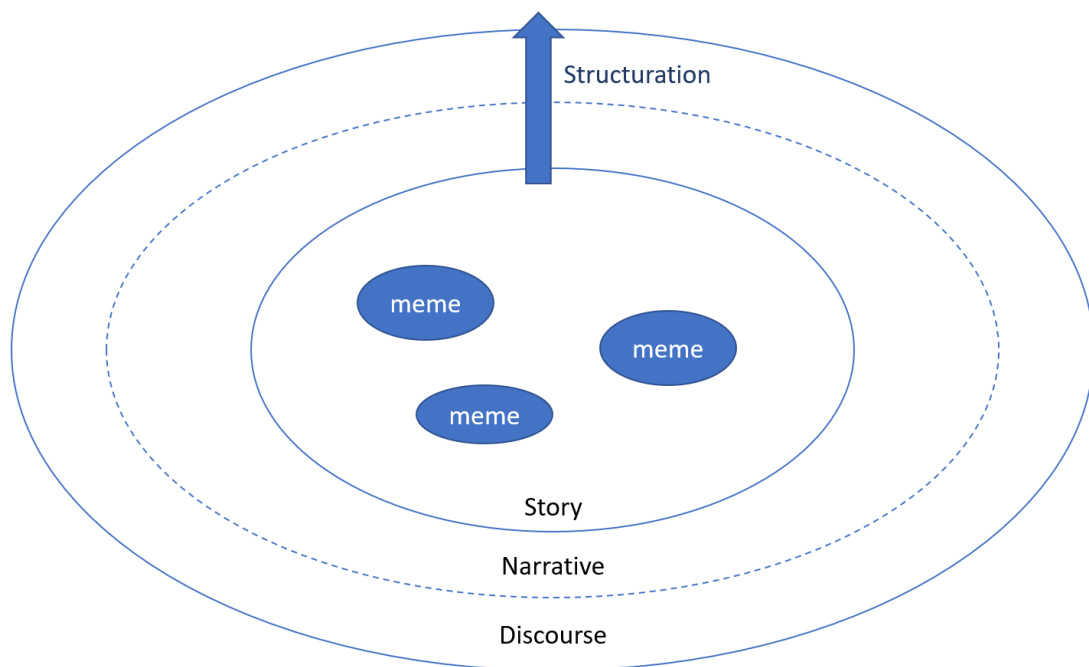 Structuration
meme
meme
meme
Story
Narrative
Discourse